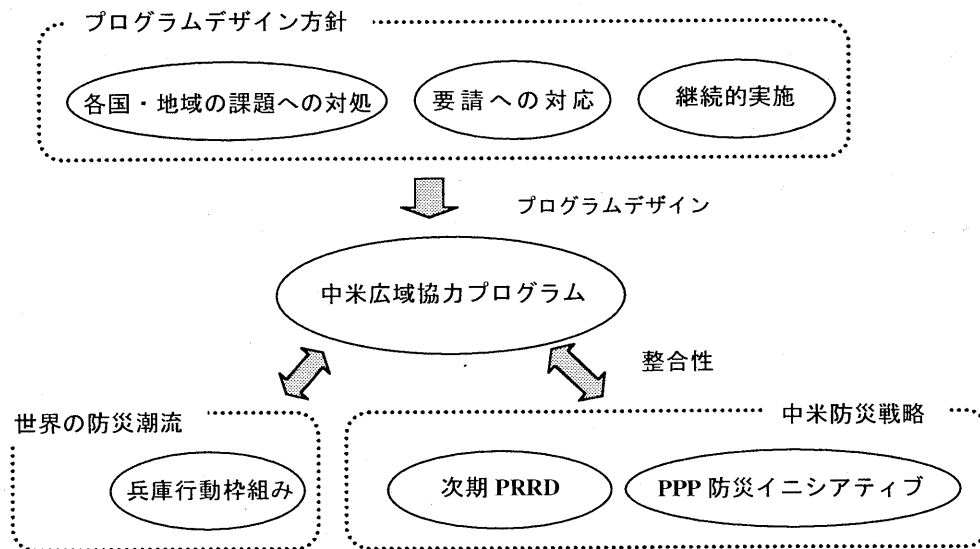 プログラムデザイン方針
各国・地域の課題への対処
要請への対応
継続的実施
プログラムデザイン
中米広域協力プログラム
整合性
世界の防災潮流
中米防災戦略
兵庫行動枠組み
次期 PRRD
PPP 防災イニシアティブ